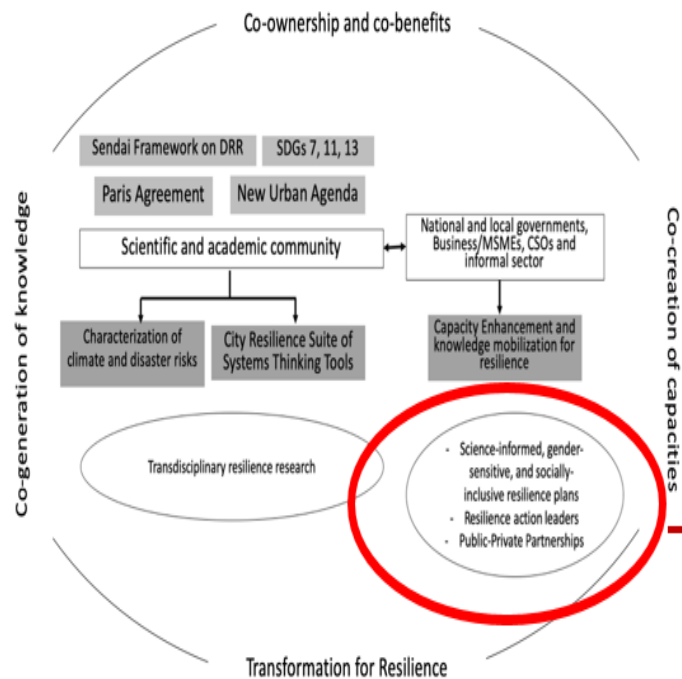 Co-ownership and co-benefits
Sendai Framework on DRR
SDGs 7, 11, 13
Paris Agreement
New Urban Agenda
Scientific and academic community
National and local governments,
Business/MSMEs, CSOs and
informal sector
Characterization of
climate and disaster risks
City Resilience Suite of
Systems Thinking Tools
Capacity Enhancement and
knowledge mobilization for
resilience
Co-generation of knowledge
Co-creation of capacities
Transdisciplinary resilience research
- Science-informed, gender-
sensitive, and socially-
inclusive resilience plans
- Resilience action leaders
- Public-Private Partnerships
Transformation for Resilience